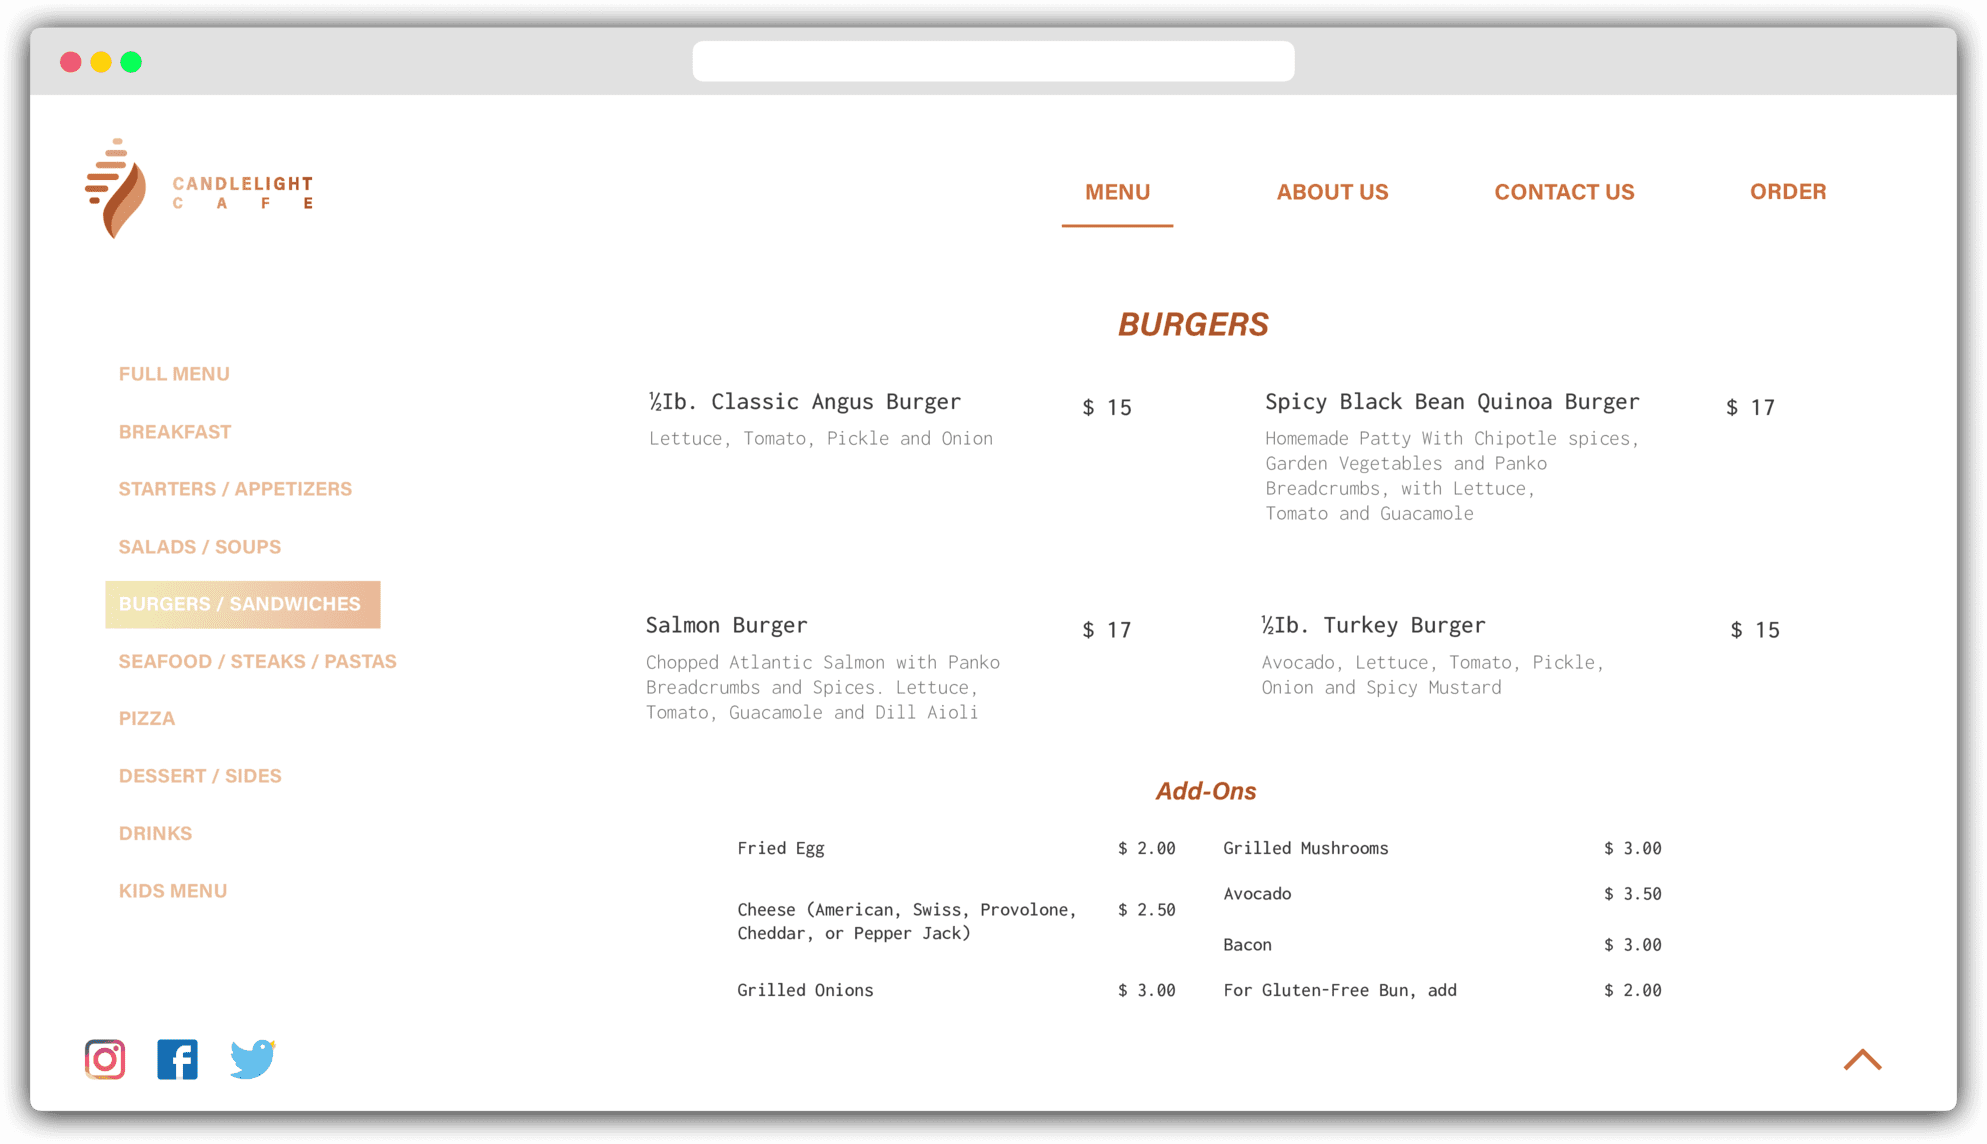 CANDLELIGHT
CAFE
MENU
ABOUT US
CONTACT US
ORDER
FULL MENU
BREAKFAST
STARTERS / APPETIZERS
SALADS / SOUPS
BURGERS / SANDWICHES
SEAFOOD / STEAKS / PASTAS
PIZZA
DESSERT / SIDES
DRINKS
KIDS MENU
BURGERS
½Ib. Classic Angus Burger
$ 15
Lettuce, Tomato, Pickle and Onion
Spicy Black Bean Quinoa Burger
$ 17
Homemade Patty With Chipotle spices,
Garden Vegetables and Panko
Breadcrumbs, with Lettuce,
Tomato and Guacamole
Salmon Burger
$ 17
Chopped Atlantic Salmon with Panko
Breadcrumbs and Spices. Lettuce,
Tomato, Guacamole and Dill Aioli
½Ib. Turkey Burger
$ 15
Avocado, Lettuce, Tomato, Pickle,
Onion and Spicy Mustard
Add-Ons
Fried Egg
$ 2.00
Cheese (American, Swiss, Provolone,
Cheddar, or Pepper Jack)
$ 2.50
Grilled Onions
$ 3.00
Grilled Mushrooms
$ 3.00
Avocado
$ 3.50
Bacon
$ 3.00
For Gluten-Free Bun, add
$ 2.00